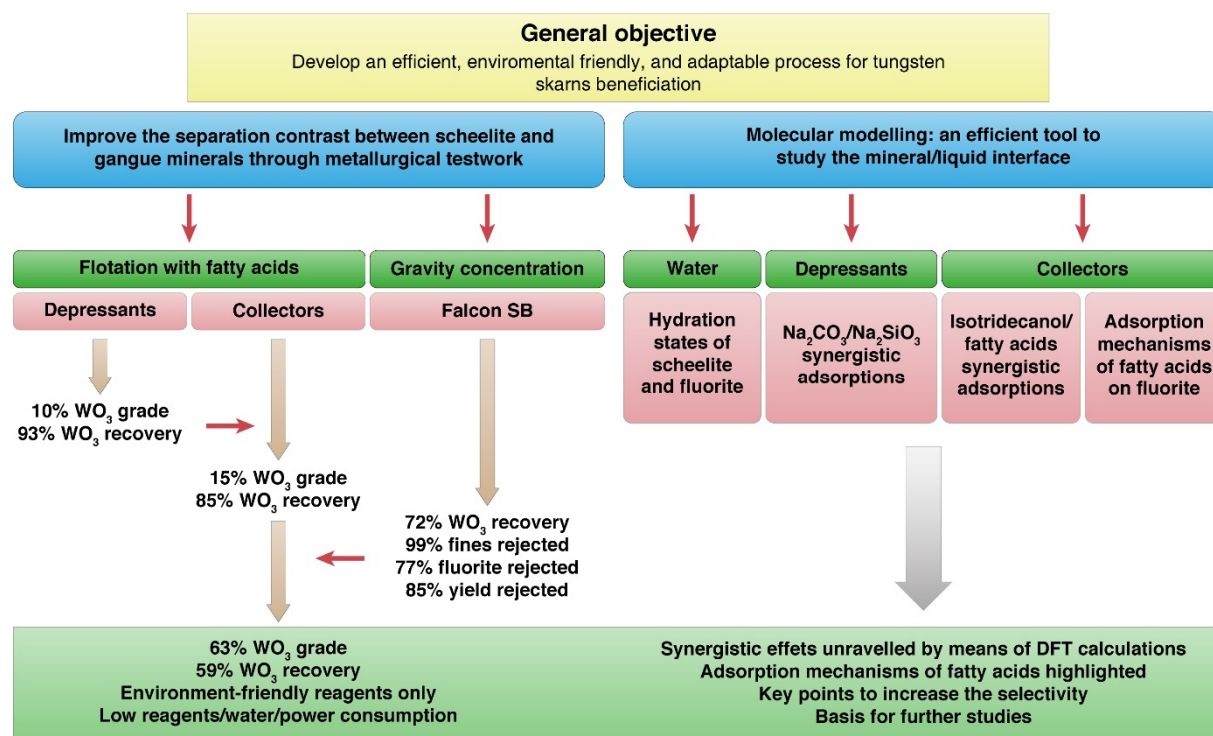 General objective
Develop an efficient, enviromental friendly, and adaptable process for tungsten
skarns beneficiation
Improve the separation contrast between scheelite and
gangue minerals through metallurgical testwork
Molecular modelling: an efficient tool to
study the mineral/liquid interface
Flotation with fatty acids
Gravity concentration
Water
Depressants
Collectors
Depressants
Collectors
Falcon SB
Hydration
states of
scheelite
and fluorite
Na₂CO₃/Na₂SiO₃
synergistic
adsorptions
Isotridecanol/
fatty acids
synergistic
adsorptions
Adsorption
mechanisms
of fatty acids
on fluorite
10% WO₃ grade
93% WO₃ recovery
15% WO₃ grade
85% WO₃ recovery
72% WO₃ recovery
99% fines rejected
77% fluorite rejected
85% yield rejected
63% WO₃ grade
59% WO₃ recovery
Environment-friendly reagents only
Low reagents/water/power consumption
Synergistic effets unravelled by means of DFT calculations
Adsorption mechanisms of fatty acids highlighted
Key points to increase the selectivity
Basis for further studies